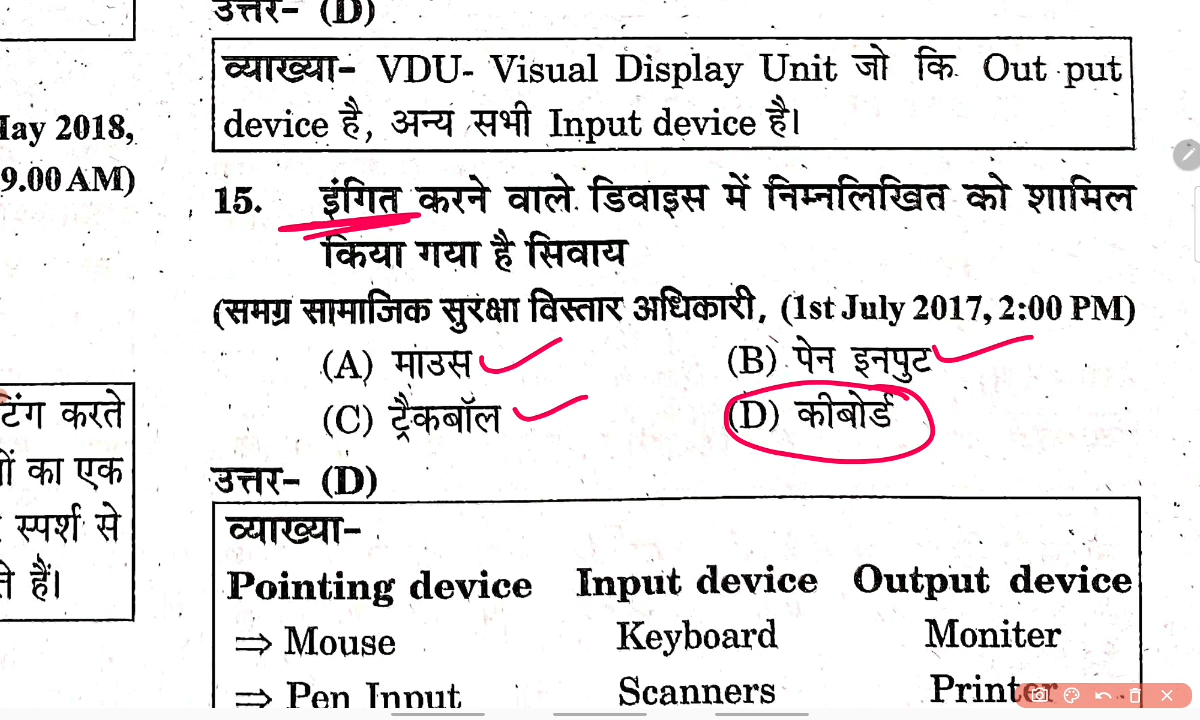 उत्तर- (D)
व्याख्या- VDU- Visual Display Unit जो कि Out put
device है, अन्य सभी Input device है।
May 2018,
9.00 AM)
15. इंगित करने वाले डिवाइस में निम्नलिखित को शामिल
किया गया है सिवाय
(समग्र सामाजिक सुरक्षा विस्तार अधिकारी, (1st July 2017, 2:00 PM)
(A) माउस (B) पेन इनपुट
(C) ट्रैकबॉल (D) कीबोर्ड
करते
का एक
स्पर्श से
हैं।
उत्तर- (D)
व्याख्या-
Pointing device Input device Output device
⇒ Mouse Keyboard Moniter
⇒ Pen Input Scanners Printer